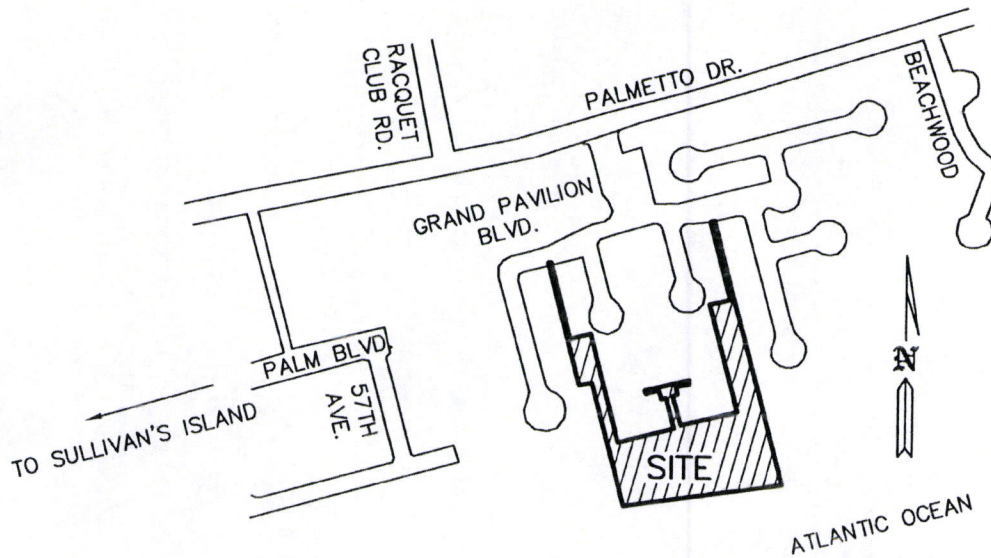 RACQUET
CLUB RD.
PALMETTO DR.
BEACHWOOD
GRAND PAVILION
BLVD.
PALM BLVD.
57TH
AVE.
TO SULLIVAN'S ISLAND
N
SITE
ATLANTIC OCEAN